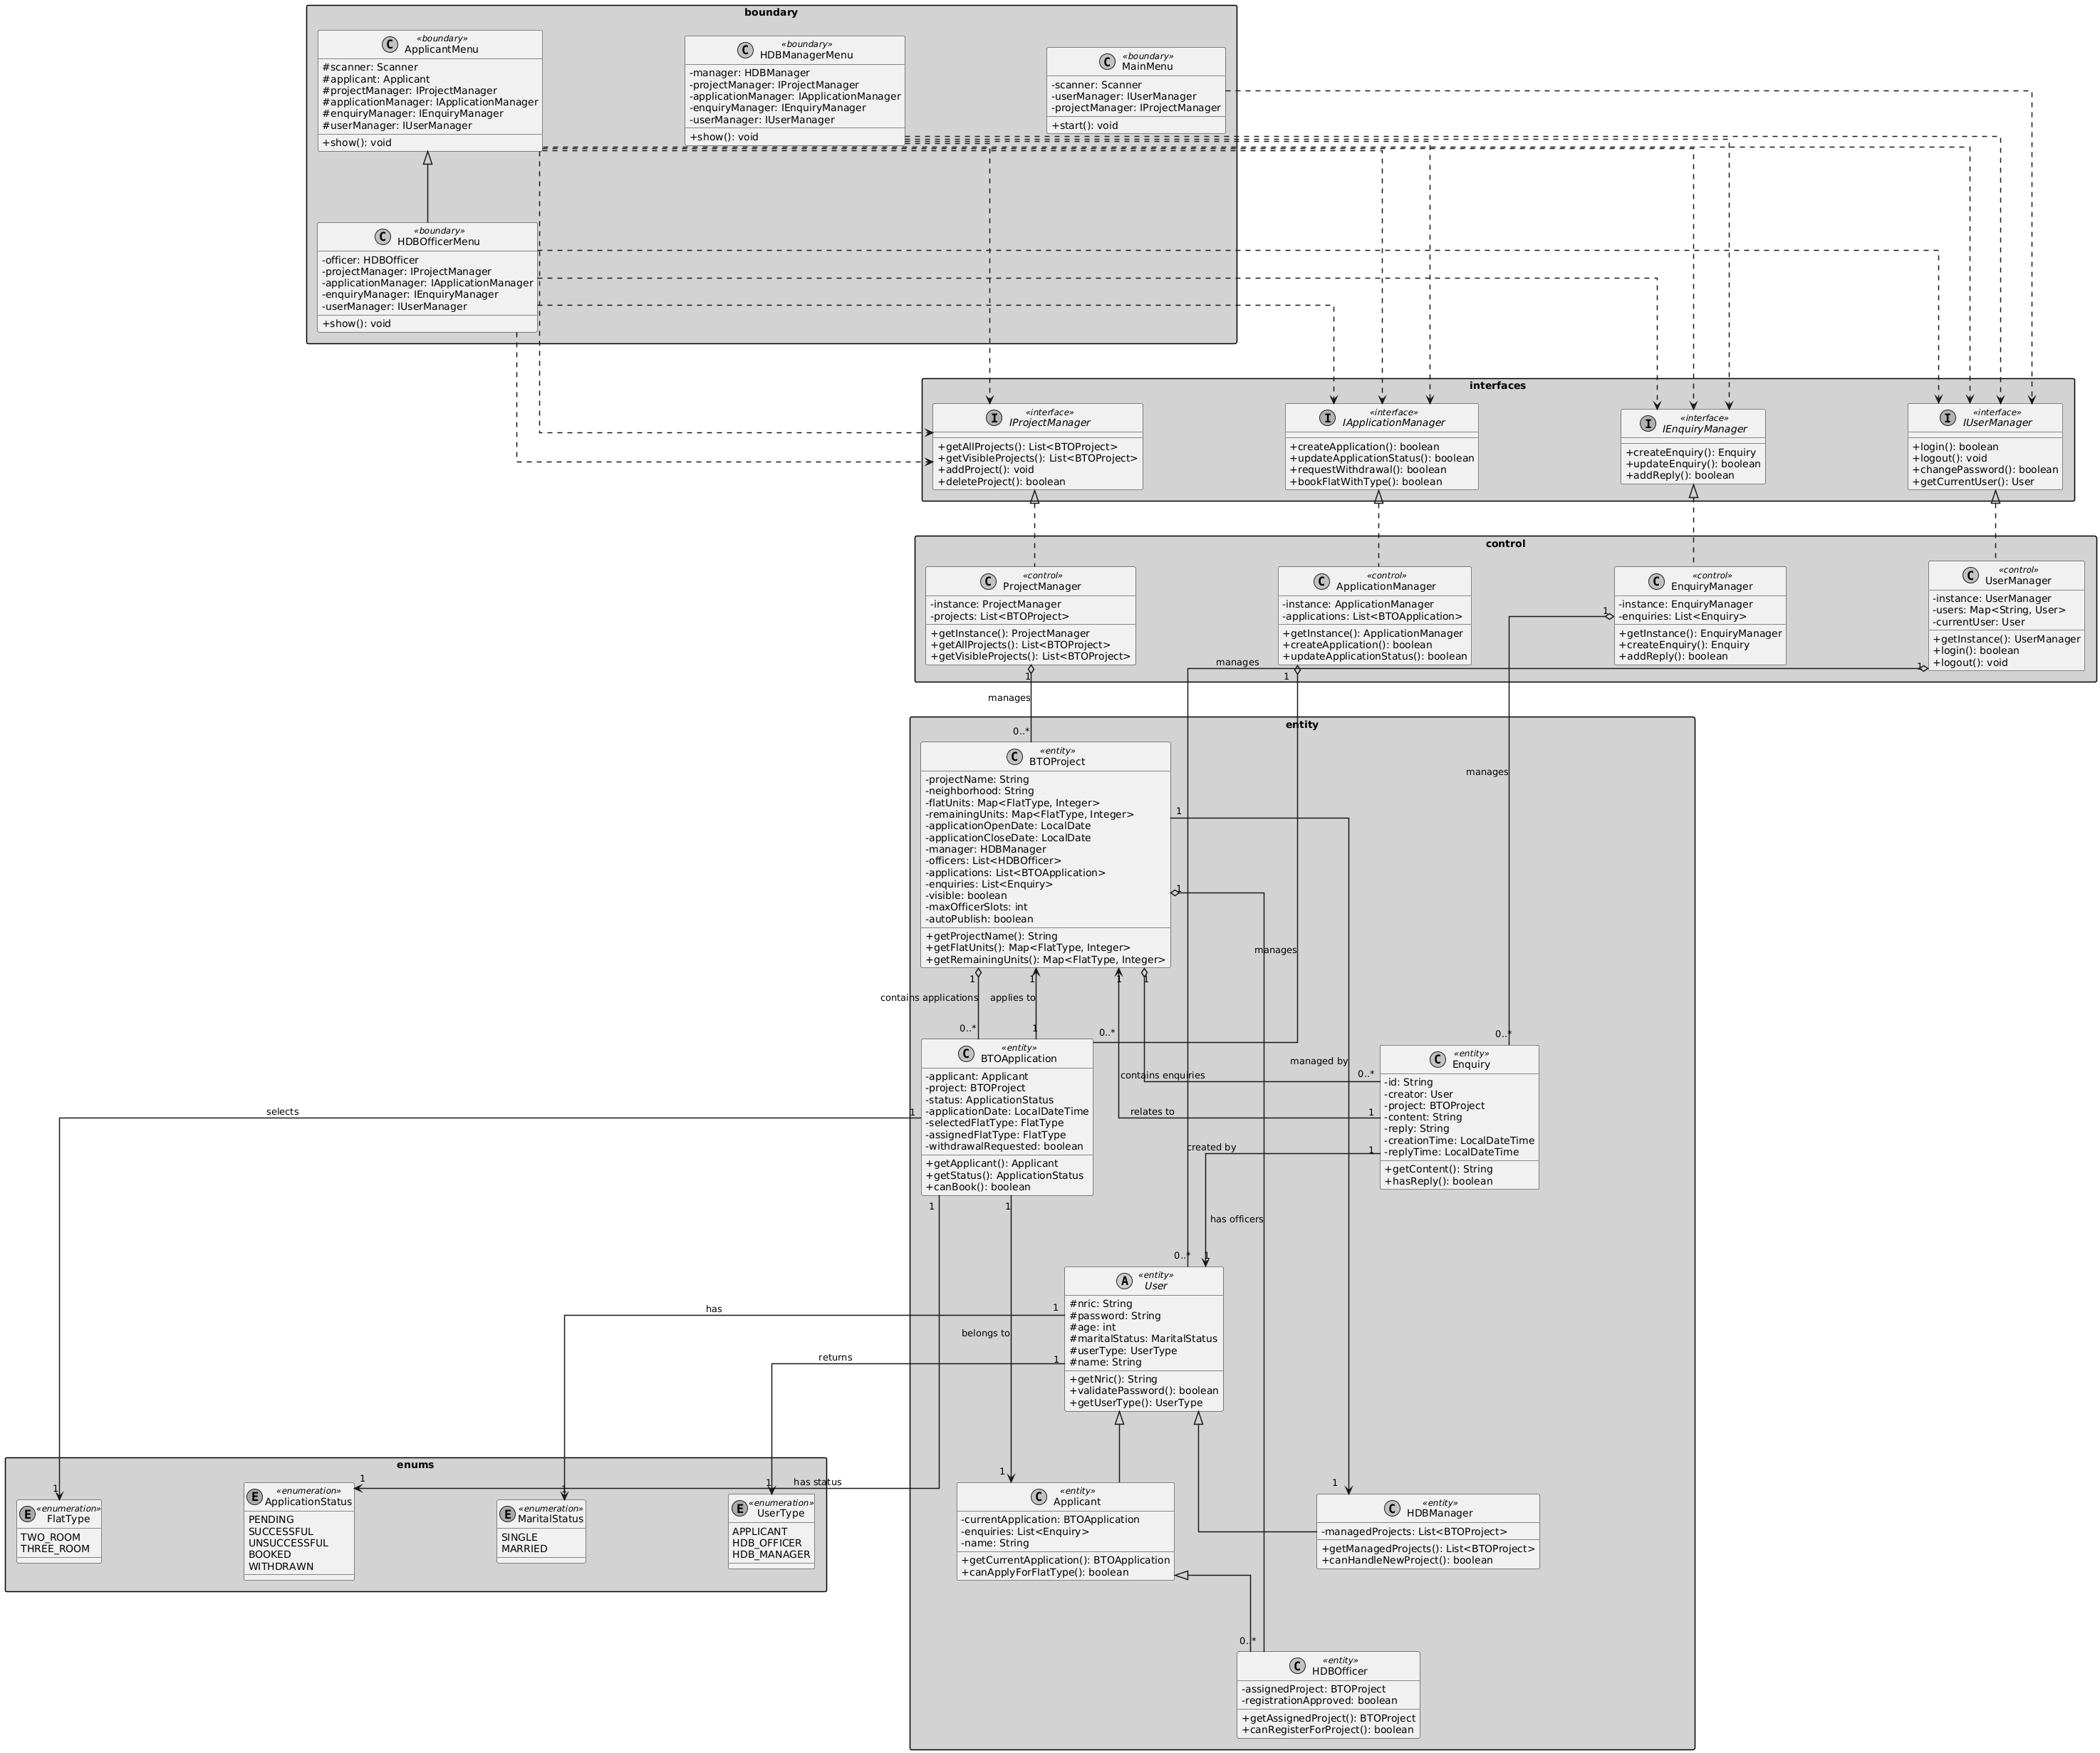 boundary
C
«boundary»
ApplicantMenu
#scanner: Scanner
#applicant: Applicant
#projectManager: IProjectManager
#applicationManager: IApplicationManager
#enquiryManager: IEnquiryManager
#userManager: IUserManager
+show(): void
C
«boundary»
HDBManagerMenu
-manager: HDBManager
-projectManager: IProjectManager
-applicationManager: IApplicationManager
-enquiryManager: IEnquiryManager
-userManager: IUserManager
+show(): void
C
«boundary»
MainMenu
-scanner: Scanner
-userManager: IUserManager
-projectManager: IProjectManager
+start(): void
C
«boundary»
HDBOfficerMenu
-officer: HDBOfficer
-projectManager: IProjectManager
-applicationManager: IApplicationManager
-enquiryManager: IEnquiryManager
-userManager: IUserManager
+show(): void
interfaces
I
«interface»
IProjectManager
+getAllProjects(): List<BTOProject>
+getVisibleProjects(): List<BTOProject>
+addProject(): void
+deleteProject(): boolean
I
«interface»
IApplicationManager
+createApplication(): boolean
+updateApplicationStatus(): boolean
+requestWithdrawal(): boolean
+bookFlatWithType(): boolean
I
«interface»
IEnquiryManager
+createEnquiry(): Enquiry
+updateEnquiry(): boolean
+addReply(): boolean
I
«interface»
IUserManager
+login(): boolean
+logout(): void
+changePassword(): boolean
+getCurrentUser(): User
control
C
«control»
ProjectManager
-instance: ProjectManager
-projects: List<BTOProject>
+getInstance(): ProjectManager
+getAllProjects(): List<BTOProject>
+getVisibleProjects(): List<BTOProject>
C
«control»
ApplicationManager
-instance: ApplicationManager
-applications: List<BTOApplication>
+getInstance(): ApplicationManager
+createApplication(): boolean
+updateApplicationStatus(): boolean
C
«control»
EnquiryManager
-instance: EnquiryManager
-enquiries: List<Enquiry>
+getInstance(): EnquiryManager
+createEnquiry(): Enquiry
+addReply(): boolean
C
«control»
UserManager
-instance: UserManager
-users: Map<String, User>
-currentUser: User
+getInstance(): UserManager
+login(): boolean
+logout(): void
1
manages
1
1
1
manages
0..*
entity
C
«entity»
BTOProject
-projectName: String
-neighborhood: String
-flatUnits: Map<FlatType, Integer>
-remainingUnits: Map<FlatType, Integer>
-applicationOpenDate: LocalDate
-applicationCloseDate: LocalDate
-manager: HDBManager
-officers: List<HDBOfficer>
-applications: List<BTOApplication>
-enquiries: List<Enquiry>
-visible: boolean
-maxOfficerSlots: int
-autoPublish: boolean
+getProjectName(): String
+getFlatUnits(): Map<FlatType, Integer>
+getRemainingUnits(): Map<FlatType, Integer>
manages
1
1
manages
1
1
1
1
contains applications
applies to
0..*
1
0..*
0..*
C
«entity»
BTOApplication
-applicant: Applicant
-project: BTOProject
-status: ApplicationStatus
-applicationDate: LocalDateTime
-selectedFlatType: FlatType
-assignedFlatType: FlatType
-withdrawalRequested: boolean
+getApplicant(): Applicant
+getStatus(): ApplicationStatus
+canBook(): boolean
managed by
contains enquiries
0..*
relates to
1
created by
1
C
«entity»
Enquiry
-id: String
-creator: User
-project: BTOProject
-content: String
-reply: String
-creationTime: LocalDateTime
-replyTime: LocalDateTime
+getContent(): String
+hasReply(): boolean
selects
1
1
1
has officers
0..*
1
A
«entity»
User
#nric: String
#password: String
#age: int
#maritalStatus: MaritalStatus
#userType: UserType
#name: String
+getNric(): String
+validatePassword(): boolean
+getUserType(): UserType
has
1
belongs to
returns
1
enums
1
E
«enumeration»
FlatType
TWO_ROOM
THREE_ROOM
1
E
«enumeration»
ApplicationStatus
PENDING
SUCCESSFUL
UNSUCCESSFUL
BOOKED
WITHDRAWN
1
E
«enumeration»
MaritalStatus
SINGLE
MARRIED
1
has status
E
«enumeration»
UserType
APPLICANT
HDB_OFFICER
HDB_MANAGER
1
C
«entity»
Applicant
-currentApplication: BTOApplication
-enquiries: List<Enquiry>
-name: String
+getCurrentApplication(): BTOApplication
+canApplyForFlatType(): boolean
1
C
«entity»
HDBManager
-managedProjects: List<BTOProject>
+getManagedProjects(): List<BTOProject>
+canHandleNewProject(): boolean
0..*
C
«entity»
HDBOfficer
-assignedProject: BTOProject
-registrationApproved: boolean
+getAssignedProject(): BTOProject
+canRegisterForProject(): boolean